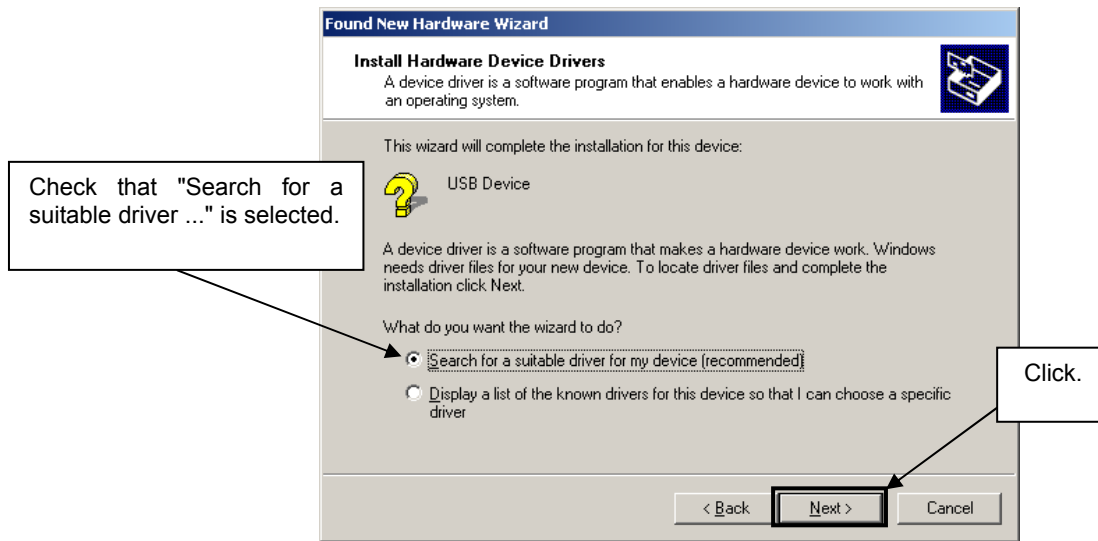 Found New Hardware Wizard
Install Hardware Device Drivers
A device driver is a software program that enables a hardware device to work with
an operating system.
This wizard will complete the installation for this device:
USB Device
Check that "Search for a
suitable driver ..." is selected.
A device driver is a software program that makes a hardware device work. Windows
needs driver files for your new device. To locate driver files and complete the
installation click Next.
What do you want the wizard to do?
Search for a suitable driver for my device (recommended)
Click.
Display a list of the known drivers for this device so that I can choose a specific
driver
< Back
Next >
Cancel